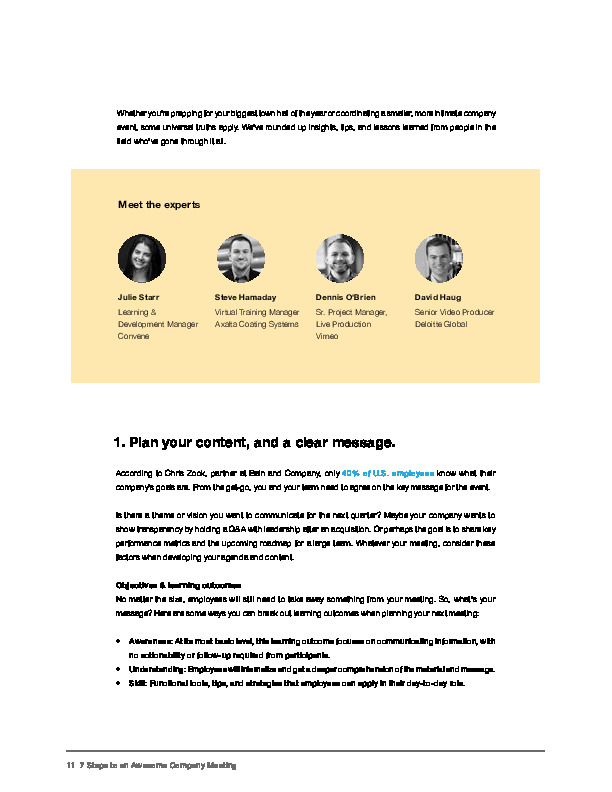 Whether you're prepping for your biggest town hall of the year or coordinating a smaller, more intimate company
event, some universal truths apply. We've rounded up insights, tips, and lessons learned from people in the
field who've gone through it all.
Meet the experts
Julie Starr
Learning &
Development Manager
Convene
Steve Hamaday
Virtual Training Manager
Axalta Coating Systems
Dennis O'Brien
Sr. Project Manager,
Live Production
Vimeo
David Haug
Senior Video Producer
Deloitte Global
1. Plan your content, and a clear message.
According to Chris Zook, partner at Bain and Company, only 40% of U.S. employees know what their
company's goals are. From the get-go, you and your team need to agree on the key message for the event.
Is there a theme or vision you want to communicate for the next quarter? Maybe your company wants to
show transparency by holding a Q&A with leadership after an acquisition. Or perhaps the goal is to share key
performance metrics and the upcoming roadmap for a large team. Whatever your meeting, consider these
factors when developing your agenda and content.
Objectives & learning outcomes
No matter the size, employees will still need to take away something from your meeting. So, what's your
message? Here are some ways you can break out learning outcomes when planning your next meeting:
• Awareness: At its most basic level, this learning outcome focuses on communicating information, with
no actionability or follow-up required from participants.
• Understanding: Employees will internalize and get a deeper comprehension of the material and message.
• Skill: Functional tools, tips, and strategies that employees can apply in their day-to-day role.
11 7 Steps to an Awesome Company Meeting